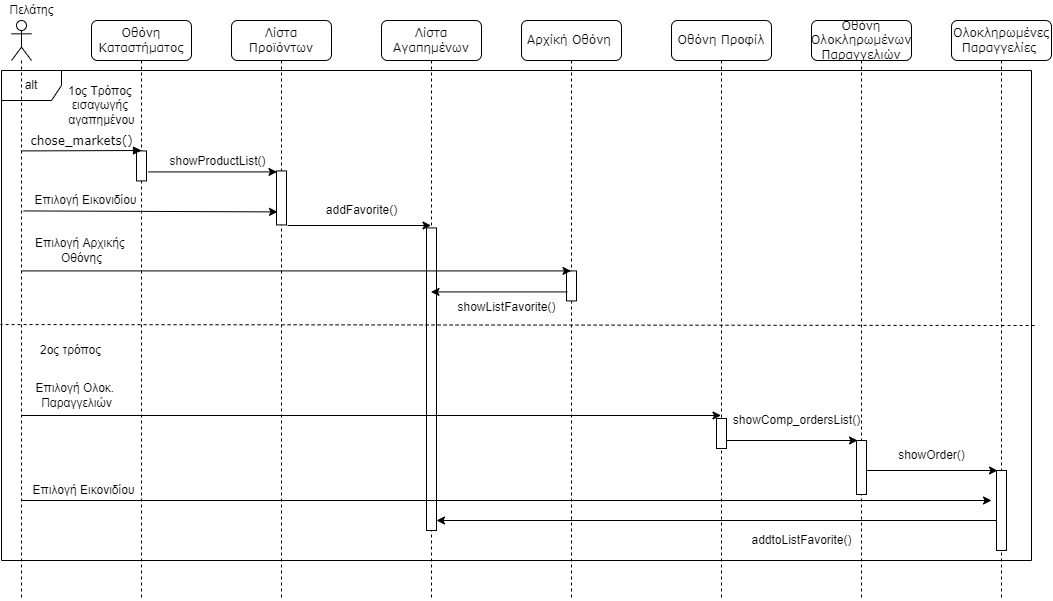 Πελάτης
Οθόνη
Καταστήματος
Λίστα
Προϊόντων
Λίστα
Αγαπημένων
Αρχίκή Οθόνη
Οθόνη Προφίλ
Οθόνη
Ολοκληρωμένων
Παραγγελιών
Ολοκληρωμένες
Παραγγελίες
alt
1ος Τρόπος
εισαγωγής
αγαπημένου
chose_markets()
showProductList()
Επιλογή Εικονιδίου
addFavorite()
Επιλογή Αρχικής
Οθόνης
showListFavorite()
2ος τρόπος
Επιλογή Ολοκ.
Παραγγελιών
showComp_ordersList()
showOrder()
Επιλογή Εικονιδίου
addtoListFavorite()